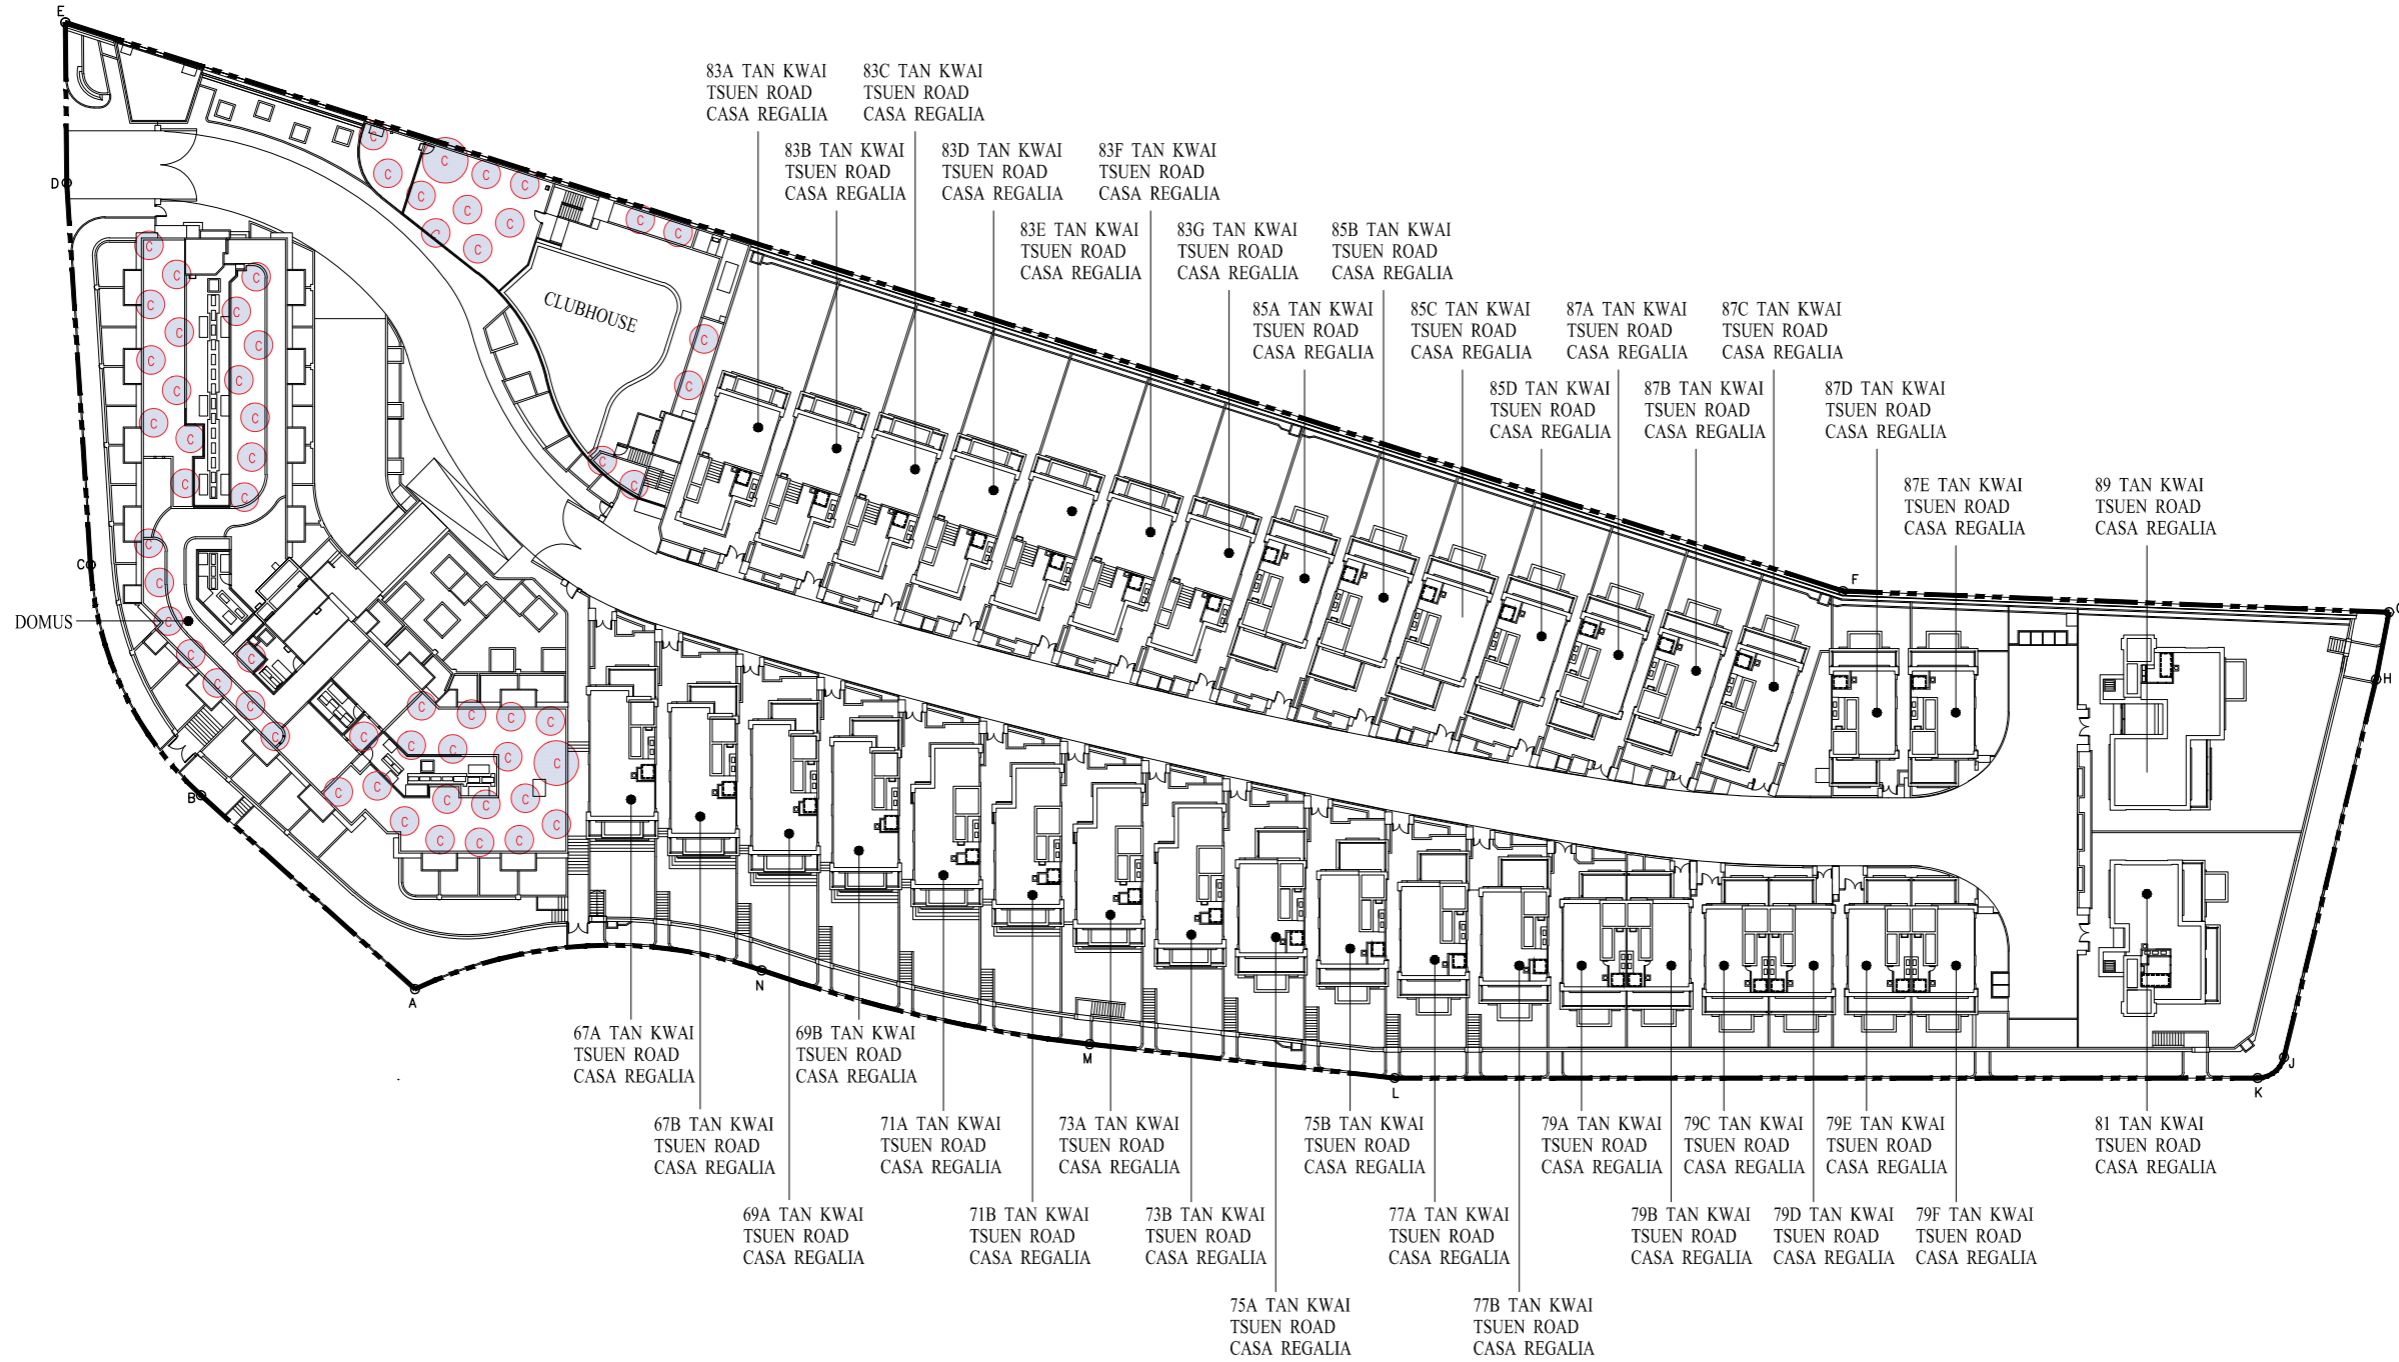 E
83A TAN KWAI
TSUEN ROAD
CASA REGALIA
83C TAN KWAI
TSUEN ROAD
CASA REGALIA
83B TAN KWAI
TSUEN ROAD
CASA REGALIA
83D TAN KWAI
TSUEN ROAD
CASA REGALIA
83F TAN KWAI
TSUEN ROAD
CASA REGALIA
D
83E TAN KWAI
TSUEN ROAD
CASA REGALIA
83G TAN KWAI
TSUEN ROAD
CASA REGALIA
85B TAN KWAI
TSUEN ROAD
CASA REGALIA
CLUBHOUSE
85A TAN KWAI
TSUEN ROAD
CASA REGALIA
85C TAN KWAI
TSUEN ROAD
CASA REGALIA
87A TAN KWAI
TSUEN ROAD
CASA REGALIA
87C TAN KWAI
TSUEN ROAD
CASA REGALIA
85D TAN KWAI
TSUEN ROAD
CASA REGALIA
87B TAN KWAI
TSUEN ROAD
CASA REGALIA
87D TAN KWAI
TSUEN ROAD
CASA REGALIA
87E TAN KWAI
TSUEN ROAD
CASA REGALIA
89 TAN KWAI
TSUEN ROAD
CASA REGALIA
C
F
DOMUS
H
B
A
N
M
L
K
J
67A TAN KWAI
TSUEN ROAD
CASA REGALIA
69B TAN KWAI
TSUEN ROAD
CASA REGALIA
67B TAN KWAI
TSUEN ROAD
CASA REGALIA
71A TAN KWAI
TSUEN ROAD
CASA REGALIA
73A TAN KWAI
TSUEN ROAD
CASA REGALIA
75B TAN KWAI
TSUEN ROAD
CASA REGALIA
79A TAN KWAI
TSUEN ROAD
CASA REGALIA
79C TAN KWAI
TSUEN ROAD
CASA REGALIA
79E TAN KWAI
TSUEN ROAD
CASA REGALIA
81 TAN KWAI
TSUEN ROAD
CASA REGALIA
69A TAN KWAI
TSUEN ROAD
CASA REGALIA
71B TAN KWAI
TSUEN ROAD
CASA REGALIA
73B TAN KWAI
TSUEN ROAD
CASA REGALIA
77A TAN KWAI
TSUEN ROAD
CASA REGALIA
79B TAN KWAI
TSUEN ROAD
CASA REGALIA
79D TAN KWAI
TSUEN ROAD
CASA REGALIA
79F TAN KWAI
TSUEN ROAD
CASA REGALIA
75A TAN KWAI
TSUEN ROAD
CASA REGALIA
77B TAN KWAI
TSUEN ROAD
CASA REGALIA